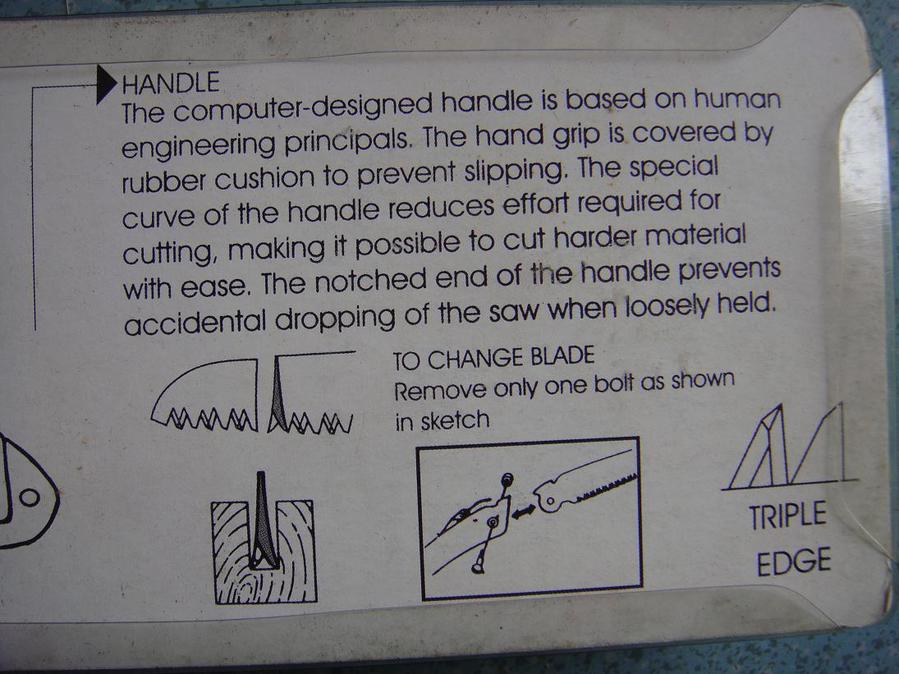 HANDLE
The computer-designed handle is based on human
engineering principals. The hand grip is covered by
rubber cushion to prevent slipping. The special
curve of the handle reduces effort required for
cutting, making it possible to cut harder material
with ease. The notched end of the handle prevents
accidental dropping of the saw when loosely held.
TO CHANGE BLADE
Remove only one bolt as shown
in sketch
TRIPLE
EDGE